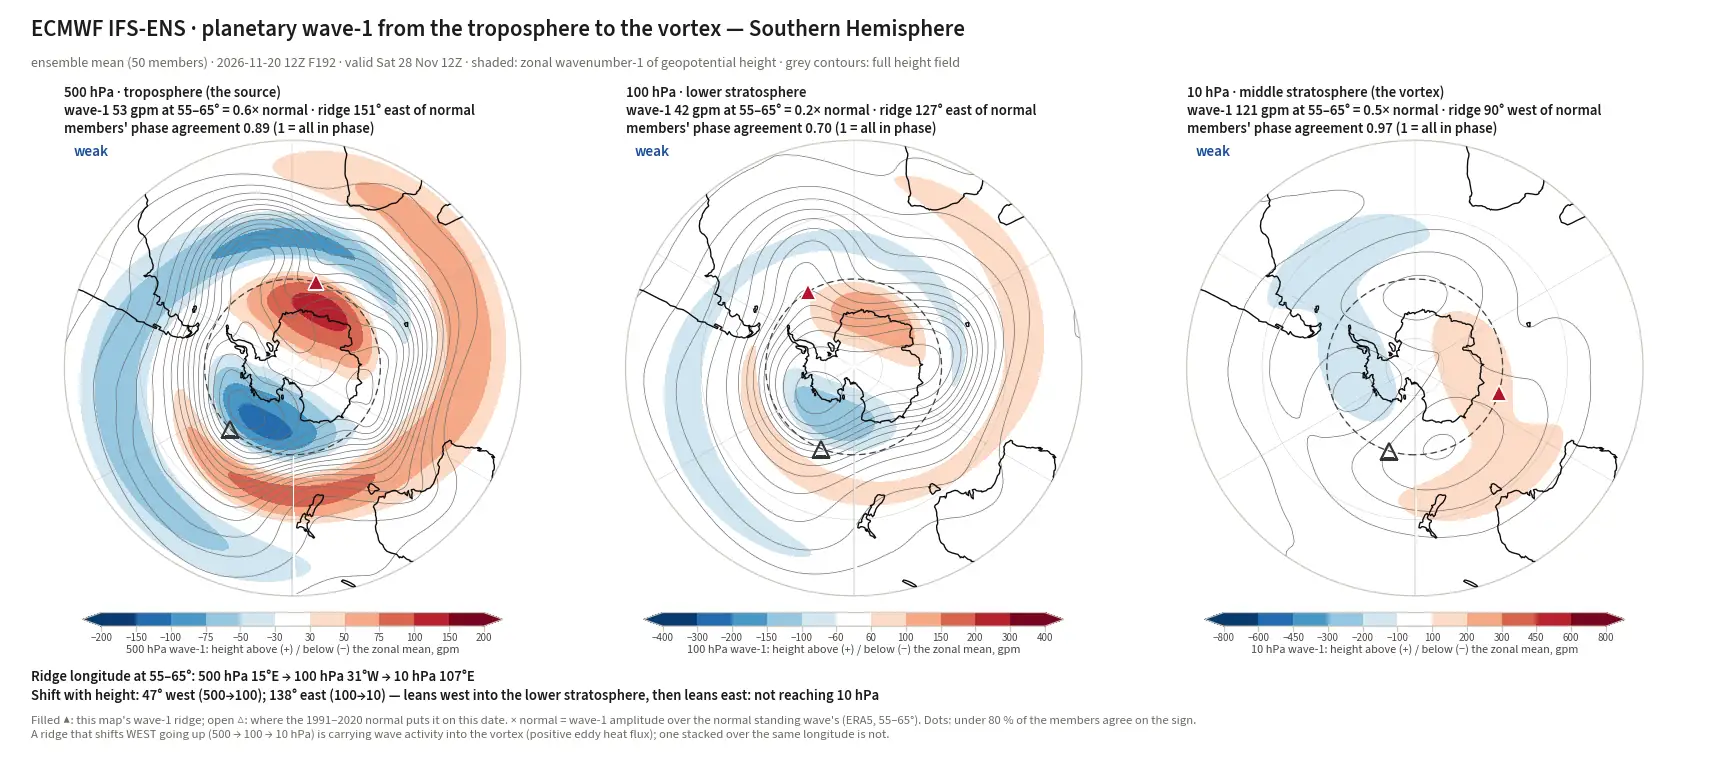 ECMWF IFS-ENS · planetary wave-1 from the troposphere to the vortex — Southern Hemisphere
ensemble mean (50 members) · 2026-11-20 12Z F192 · valid Sat 28 Nov 12Z · shaded: zonal wavenumber-1 of geopotential height · grey contours: full height field
500 hPa · troposphere (the source)
wave-1 53 gpm at 55–65° = 0.6× normal · ridge 151° east of normal
members' phase agreement 0.89 (1 = all in phase)
weak
100 hPa · lower stratosphere
wave-1 42 gpm at 55–65° = 0.2× normal · ridge 127° east of normal
members' phase agreement 0.70 (1 = all in phase)
weak
10 hPa · middle stratosphere (the vortex)
wave-1 121 gpm at 55–65° = 0.5× normal · ridge 90° west of normal
members' phase agreement 0.97 (1 = all in phase)
weak
−200 −150 −100 −75 −50 −30 30 50 75 100 150 200
500 hPa wave-1: height above (+) / below (−) the zonal mean, gpm
−400 −300 −200 −150 −100 −60 60 100 150 200 300 400
100 hPa wave-1: height above (+) / below (−) the zonal mean, gpm
−800 −600 −450 −300 −200 −100 100 200 300 450 600 800
10 hPa wave-1: height above (+) / below (−) the zonal mean, gpm
Ridge longitude at 55–65°: 500 hPa 15°E → 100 hPa 31°W → 10 hPa 107°E
Shift with height: 47° west (500→100); 138° east (100→10) — leans west into the lower stratosphere, then leans east: not reaching 10 hPa
Filled ▲: this map's wave-1 ridge; open △: where the 1991–2020 normal puts it on this date. × normal = wave-1 amplitude over the normal standing wave's (ERA5, 55–65°). Dots: under 80 % of the members agree on the sign.
A ridge that shifts WEST going up (500 → 100 → 10 hPa) is carrying wave activity into the vortex (positive eddy heat flux); one stacked over the same longitude is not.